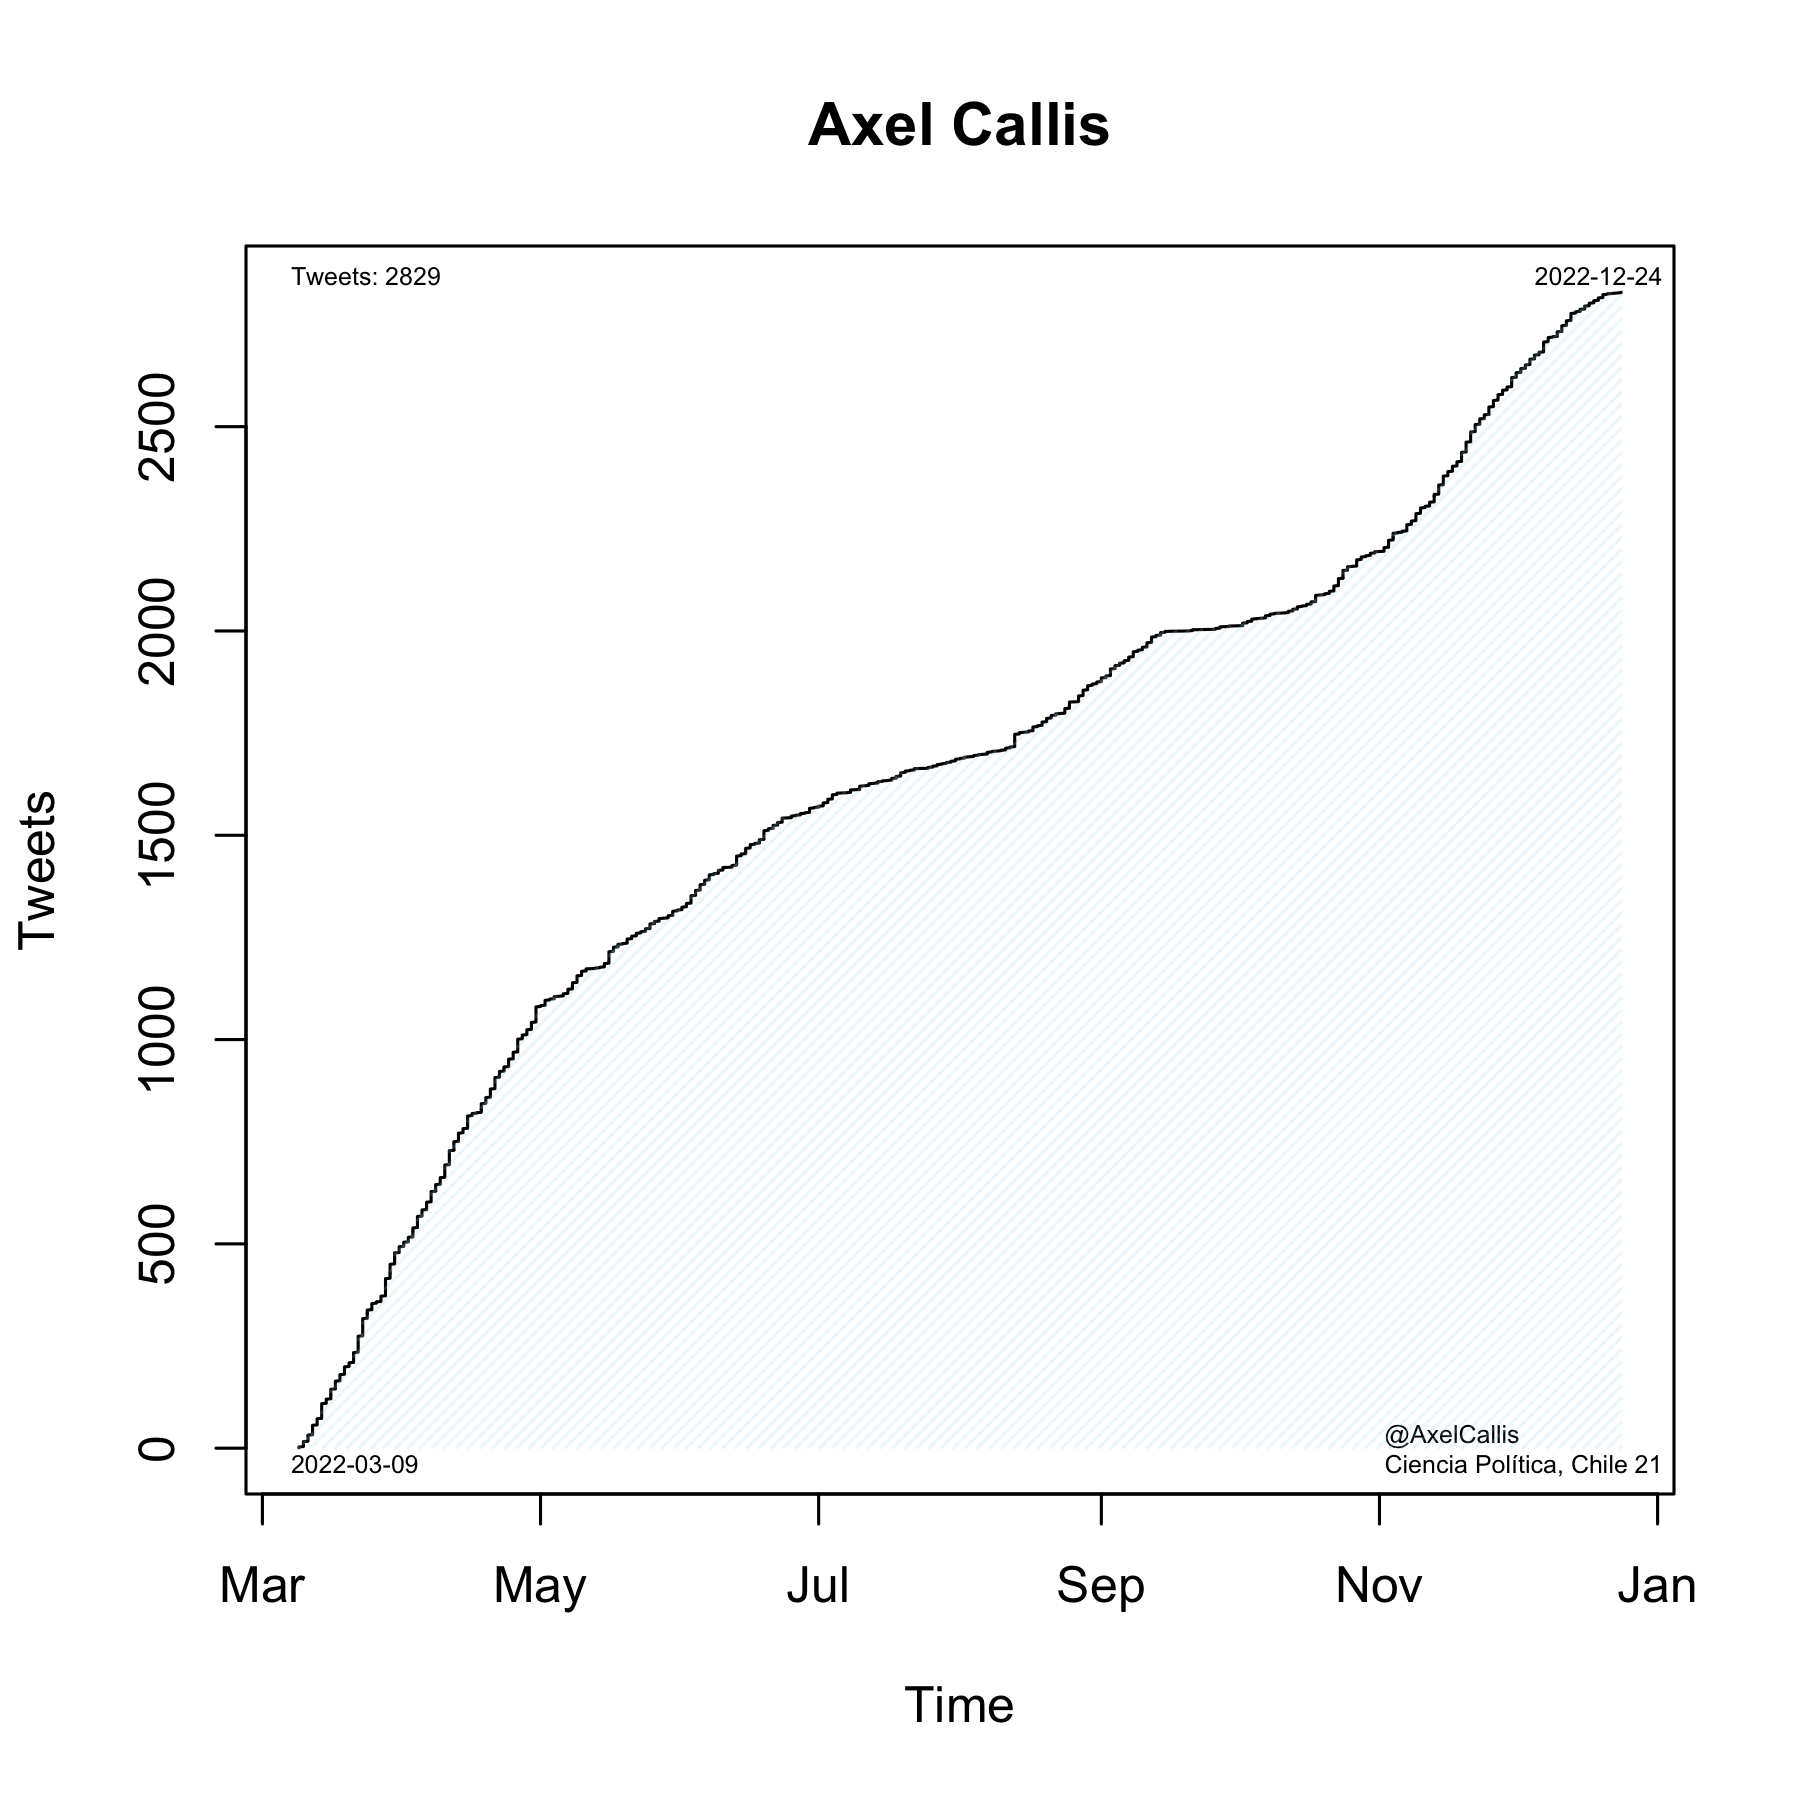 Axel Callis
Tweets: 2829
2022-12-24
Tweets
2500
2000
1500
1000
500
0
@AxelCallis
2022-03-09
Ciencia Política, Chile 21
Mar May Jul Sep Nov Jan
Time